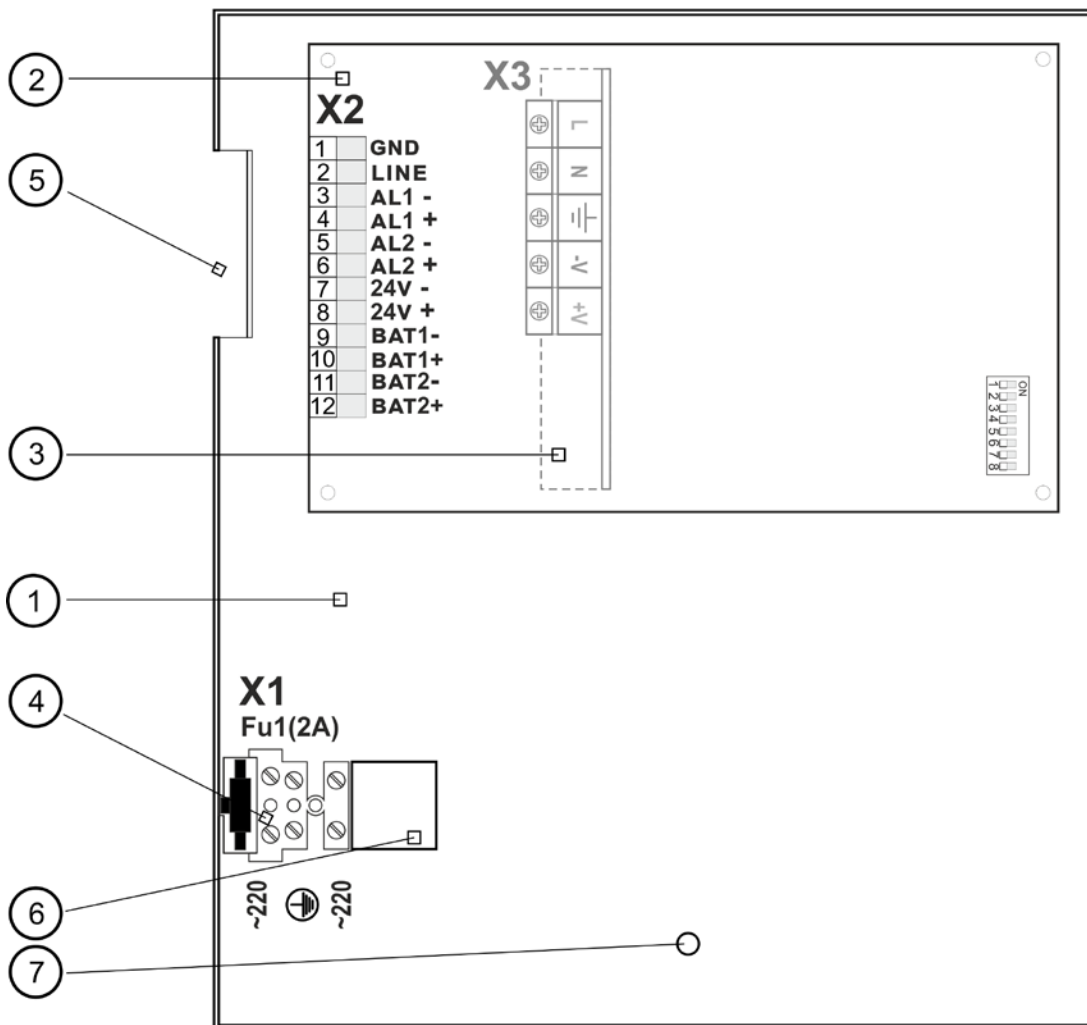 2
X3
X2
1 GND
2 LINE
3 AL1 -
4 AL1 +
5 AL2 -
6 AL2 +
7 24V -
8 24V +
9 BAT1-
10 BAT1+
11 BAT2-
12 BAT2+
L
N
-V
+V
5
ON
1
2
3
4
5
6
7
8
3
1
4
X1
Fu1(2A)
~220
~220
6
7